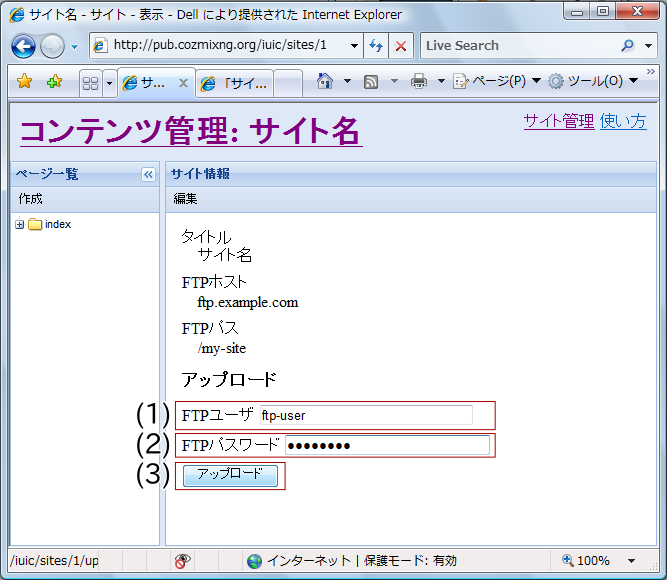 サイト名 - サイト - 表示 - Dell により提供された Internet Explorer
http://pub.cozmixng.org/iuic/sites/1
Live Search
サ...
「サイ...
ページ(P)
ツール(O)
»
コンテンツ管理: サイト名
サイト管理 使い方
ページ一覧
サイト情報
作成
編集
index
タイトル
サイト名
FTPホスト
ftp.example.com
FTPパス
/my-site
アップロード
(1) FTPユーザ ftp-user
(2) FTPパスワード ●●●●●●●●
(3) アップロード
/iuic/sites/1/up
インターネット | 保護モード: 有効
100%